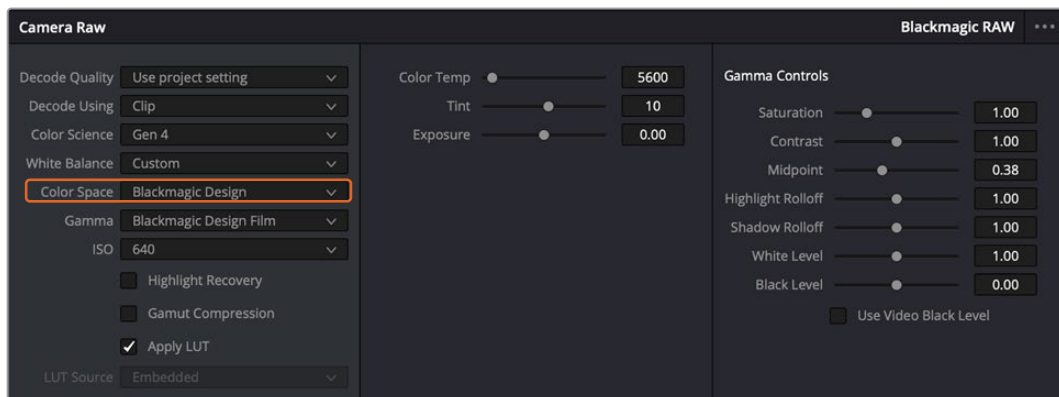 Camera Raw
Blackmagic RAW
Decode Quality Use project setting
Decode Using Clip
Color Science Gen 4
White Balance Custom
Color Space Blackmagic Design
Gamma Blackmagic Design Film
ISO 640
Highlight Recovery
Gamut Compression
Apply LUT
LUT Source Embedded
Color Temp 5600
Tint 10
Exposure 0.00
Gamma Controls
Saturation 1.00
Contrast 1.00
Midpoint 0.38
Highlight Rolloff 1.00
Shadow Rolloff 1.00
White Level 1.00
Black Level 0.00
Use Video Black Level